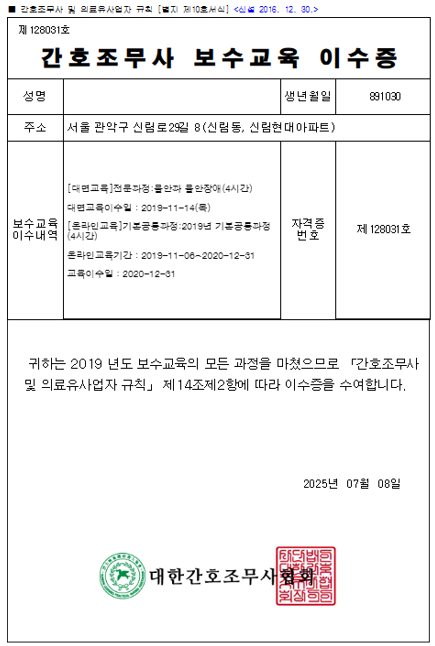 ■ 간호조무사 및 의료유사업자 규칙 [별지 제10호서식] <신설 2016. 12. 30.>
제 128031호
간호조무사 보수교육 이수증
성명
생년월일
891030
주소
서울 관악구 신림로29길 8 (신림동, 신림현대아파트)
보수교육
이수내역
[대면교육]전문과정:불안과 불안장애(4시간)
대면교육이수일 : 2019-11-14(목)
[온라인교육]기본공통과정:2019년 기본공통과정
(4시간)
온라인교육기간 : 2019-11-06~2020-12-31
교육이수일 : 2020-12-31
자격증
번호
제 128031호
귀하는 2019 년도 보수교육의 모든 과정을 마쳤으므로 「간호조무사
및 의료유사업자 규칙」 제14조제2항에 따라 이수증을 수여합니다.
2025년 07월 08일
대한간호조무사협회